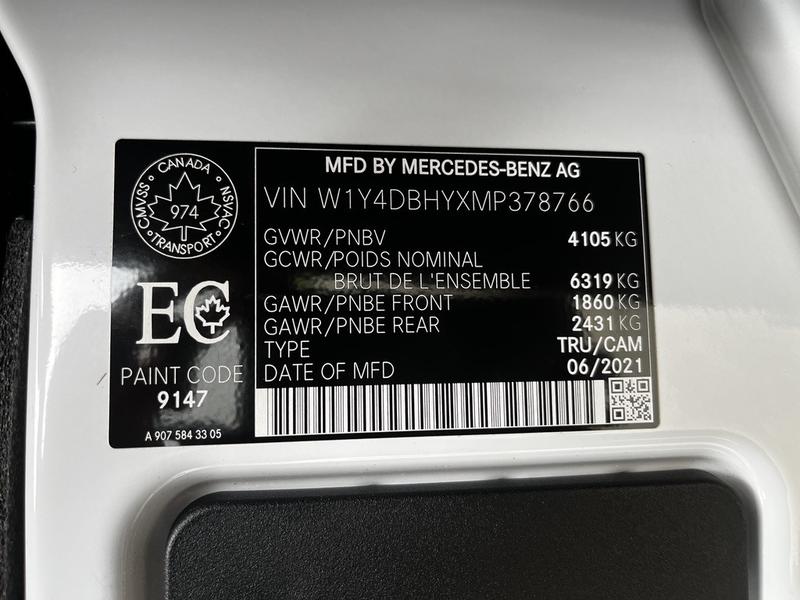 CANADA
CMVSS
NSVAC
974
TRANSPORT
EC
PAINT CODE
9147
A 907 584 33 05
MFD BY MERCEDES-BENZ AG
VIN W1Y4DBHYXMP378766
GVWR/PNBV 4105 KG
GCWR/POIDS NOMINAL
BRUT DE L'ENSEMBLE 6319 KG
GAWR/PNBE FRONT 1860 KG
GAWR/PNBE REAR 2431 KG
TYPE TRU/CAM
DATE OF MFD 06/2021